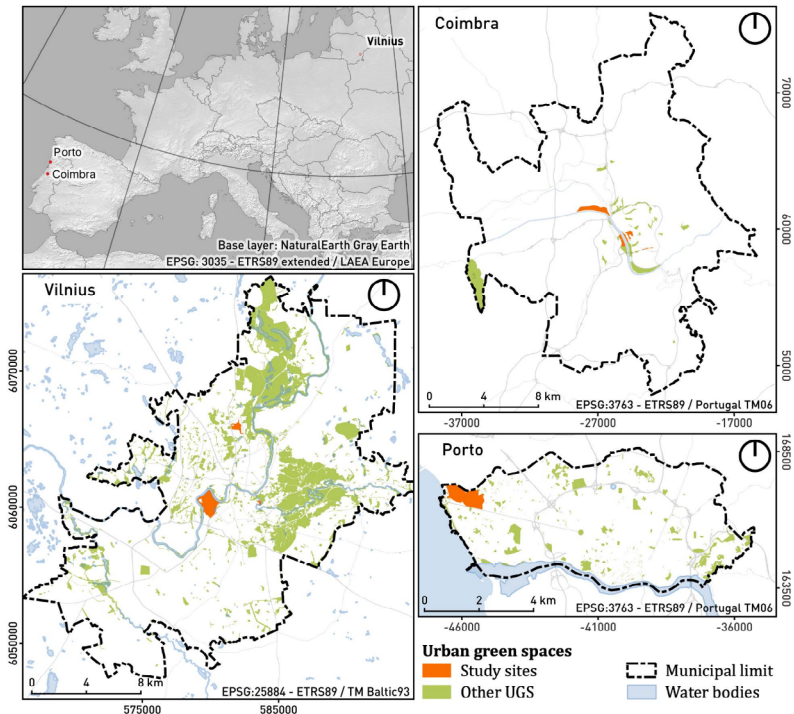 Vilnius
Porto
Coimbra
Base layer: NaturalEarth Gray Earth
EPSG: 3035 - ETRS89 extended / LAEA Europe
Coimbra
70000
60000
50000
0 4 8 km
EPSG:3763 - ETRS89 / Portugal TM06
-37000 -27000 -17000
Vilnius
6070000
6060000
6050000
0 4 8 km
EPSG:25884 - ETRS89 / TM Baltic93
575000 585000
Porto
168500
163500
0 2 4 km
EPSG:3763 - ETRS89 / Portugal TM06
-46000 -41000 -36000
Urban green spaces
Study sites
Other UGS
Municipal limit
Water bodies